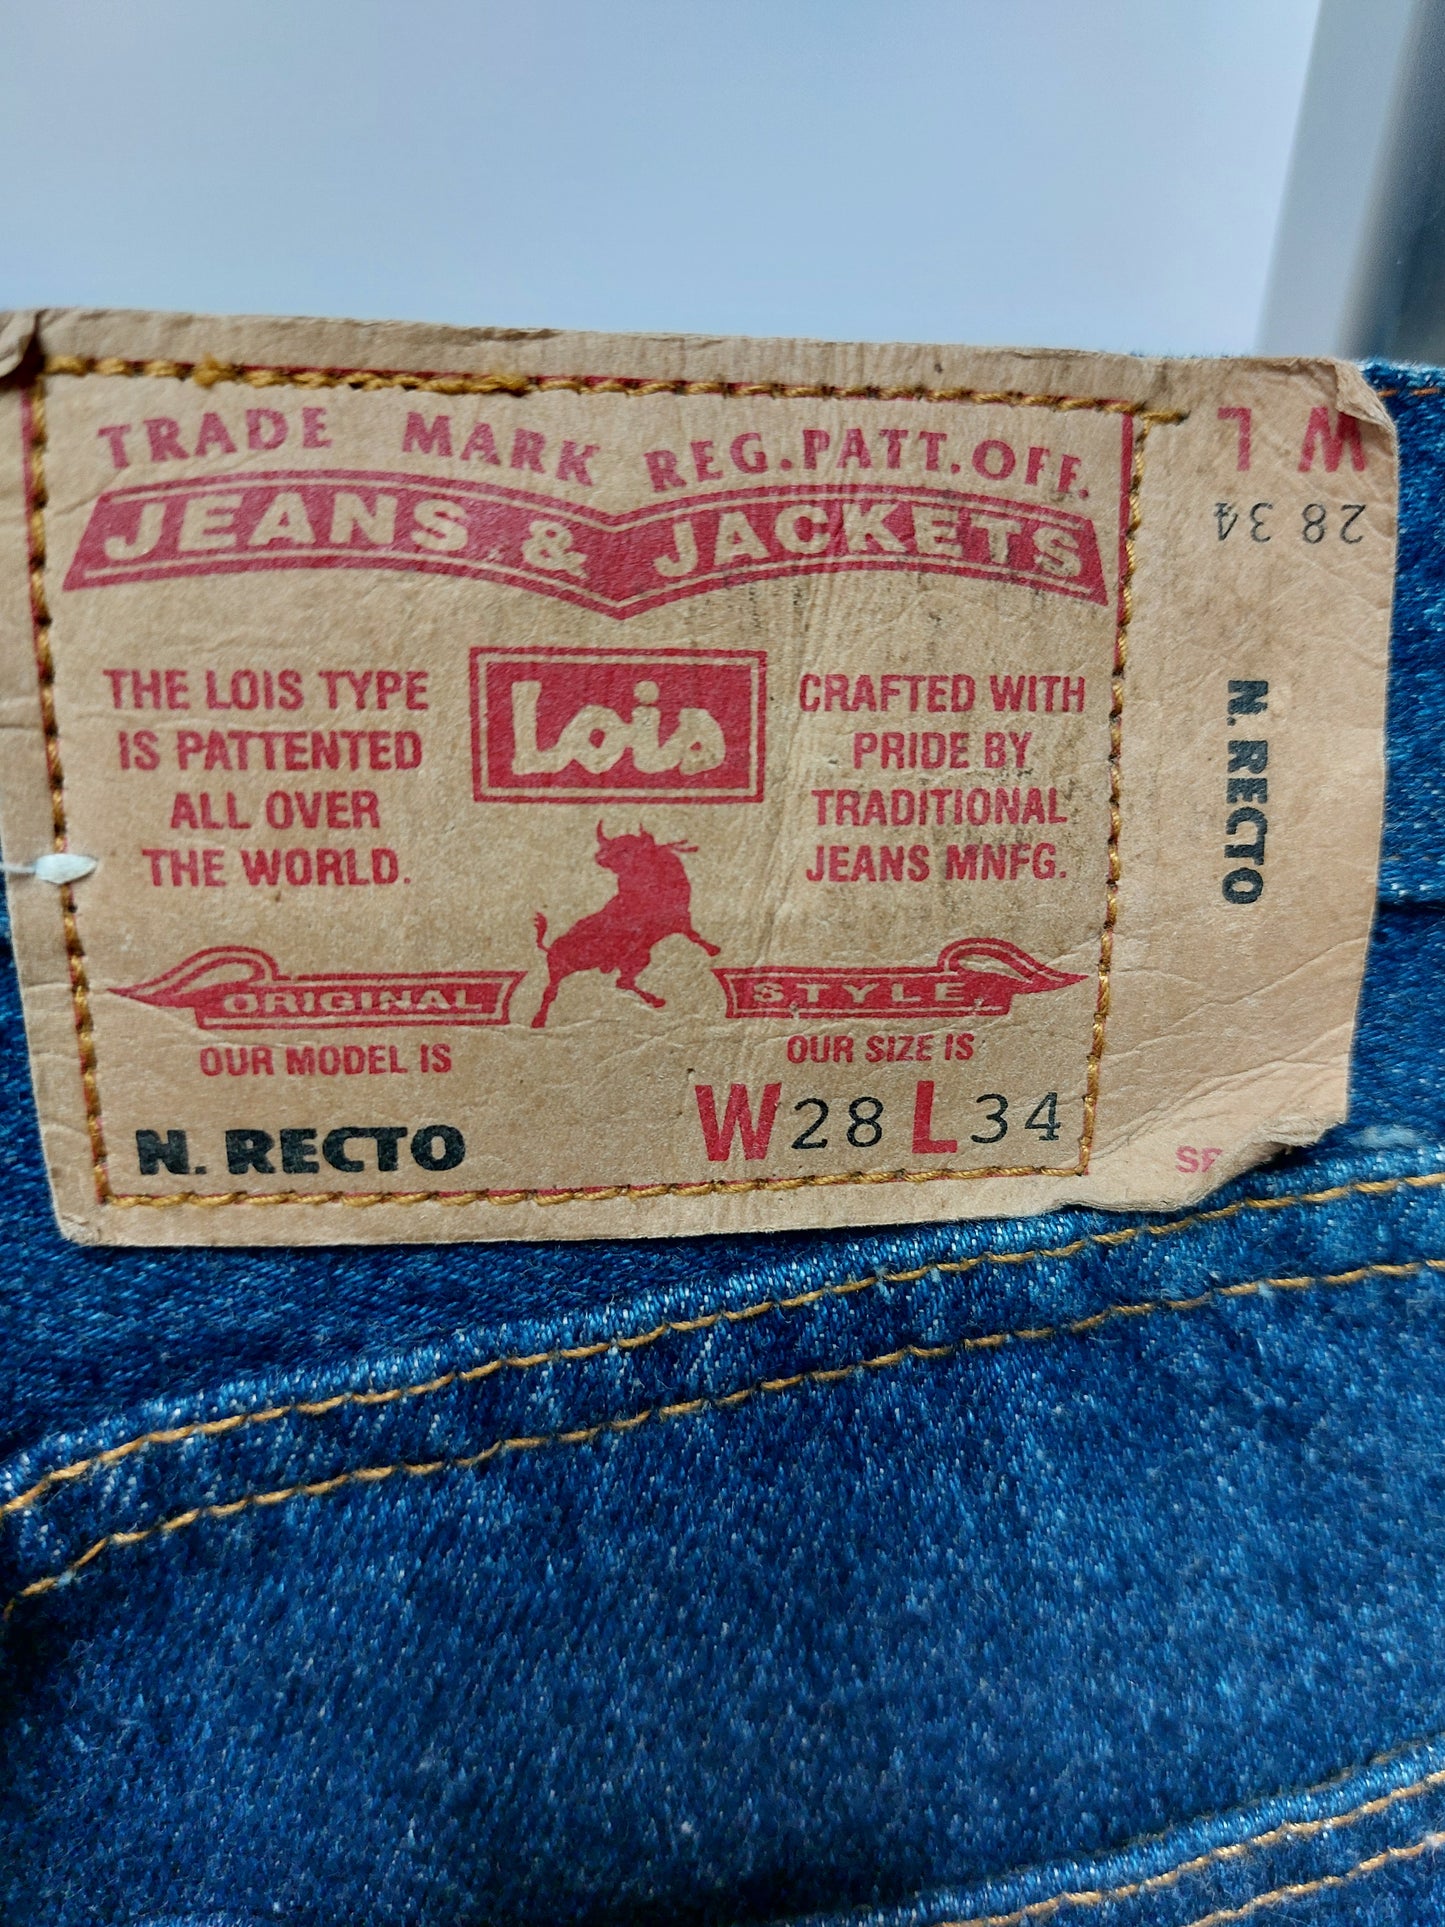 TRADE MARK REG.PATT.OFF.
JEANS & JACKETS
THE LOIS TYPE
IS PATTENTED
ALL OVER
THE WORLD.
Lois
CRAFTED WITH
PRIDE BY
TRADITIONAL
JEANS MNFG.
ORIGINAL STYLE
OUR MODEL IS
N. RECTO
OUR SIZE IS
W28 L34
W L
28 34
N. RECTO